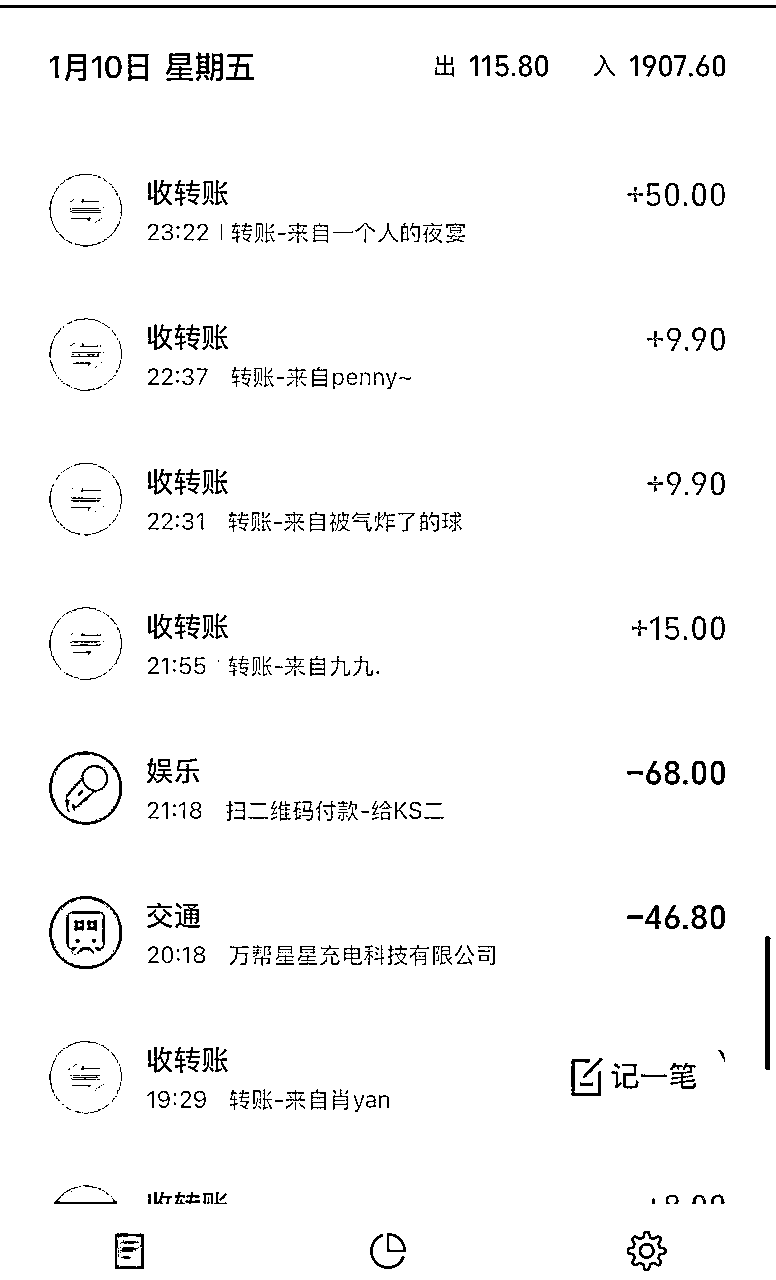 1月10日 星期五 出 115.80 入 1907.60
收转账 +50.00
23:22 | 转账-来自一个人的夜宴
收转账 +9.90
22:37 转账-来自penny~
收转账 +9.90
22:31 转账-来自被气炸了的球
收转账 +15.00
21:55 转账-来自九九.
娱乐 -68.00
21:18 扫二维码付款-给KS二
交通 -46.80
20:18 万帮星星充电科技有限公司
收转账
记一笔
19:29 转账-来自肖yan
收转账